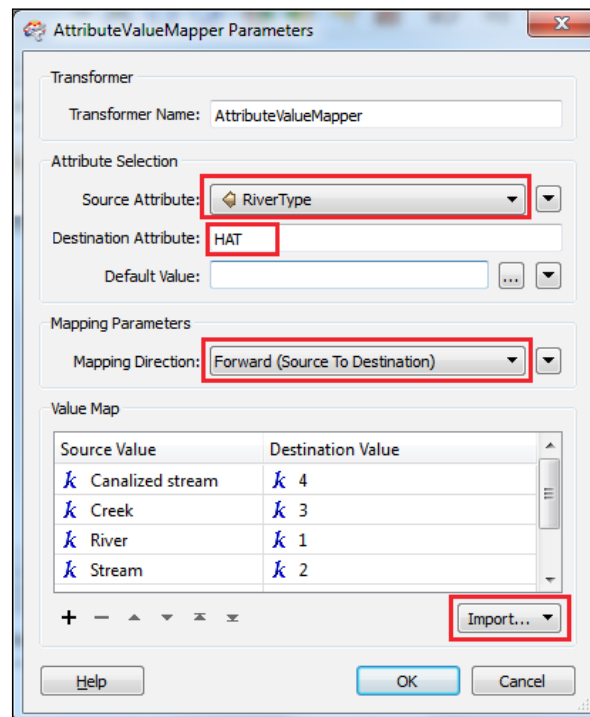 AttributeValueMapper Parameters
Transformer
Transformer Name: AttributeValueMapper
Attribute Selection
Source Attribute: RiverType
Destination Attribute: HAT
Default Value: ...
Mapping Parameters
Mapping Direction: Forward (Source To Destination)
Value Map
Source Value Destination Value
k Canalized stream k 4
k Creek k 3
k River k 1
k Stream k 2
Import...
Help OK Cancel